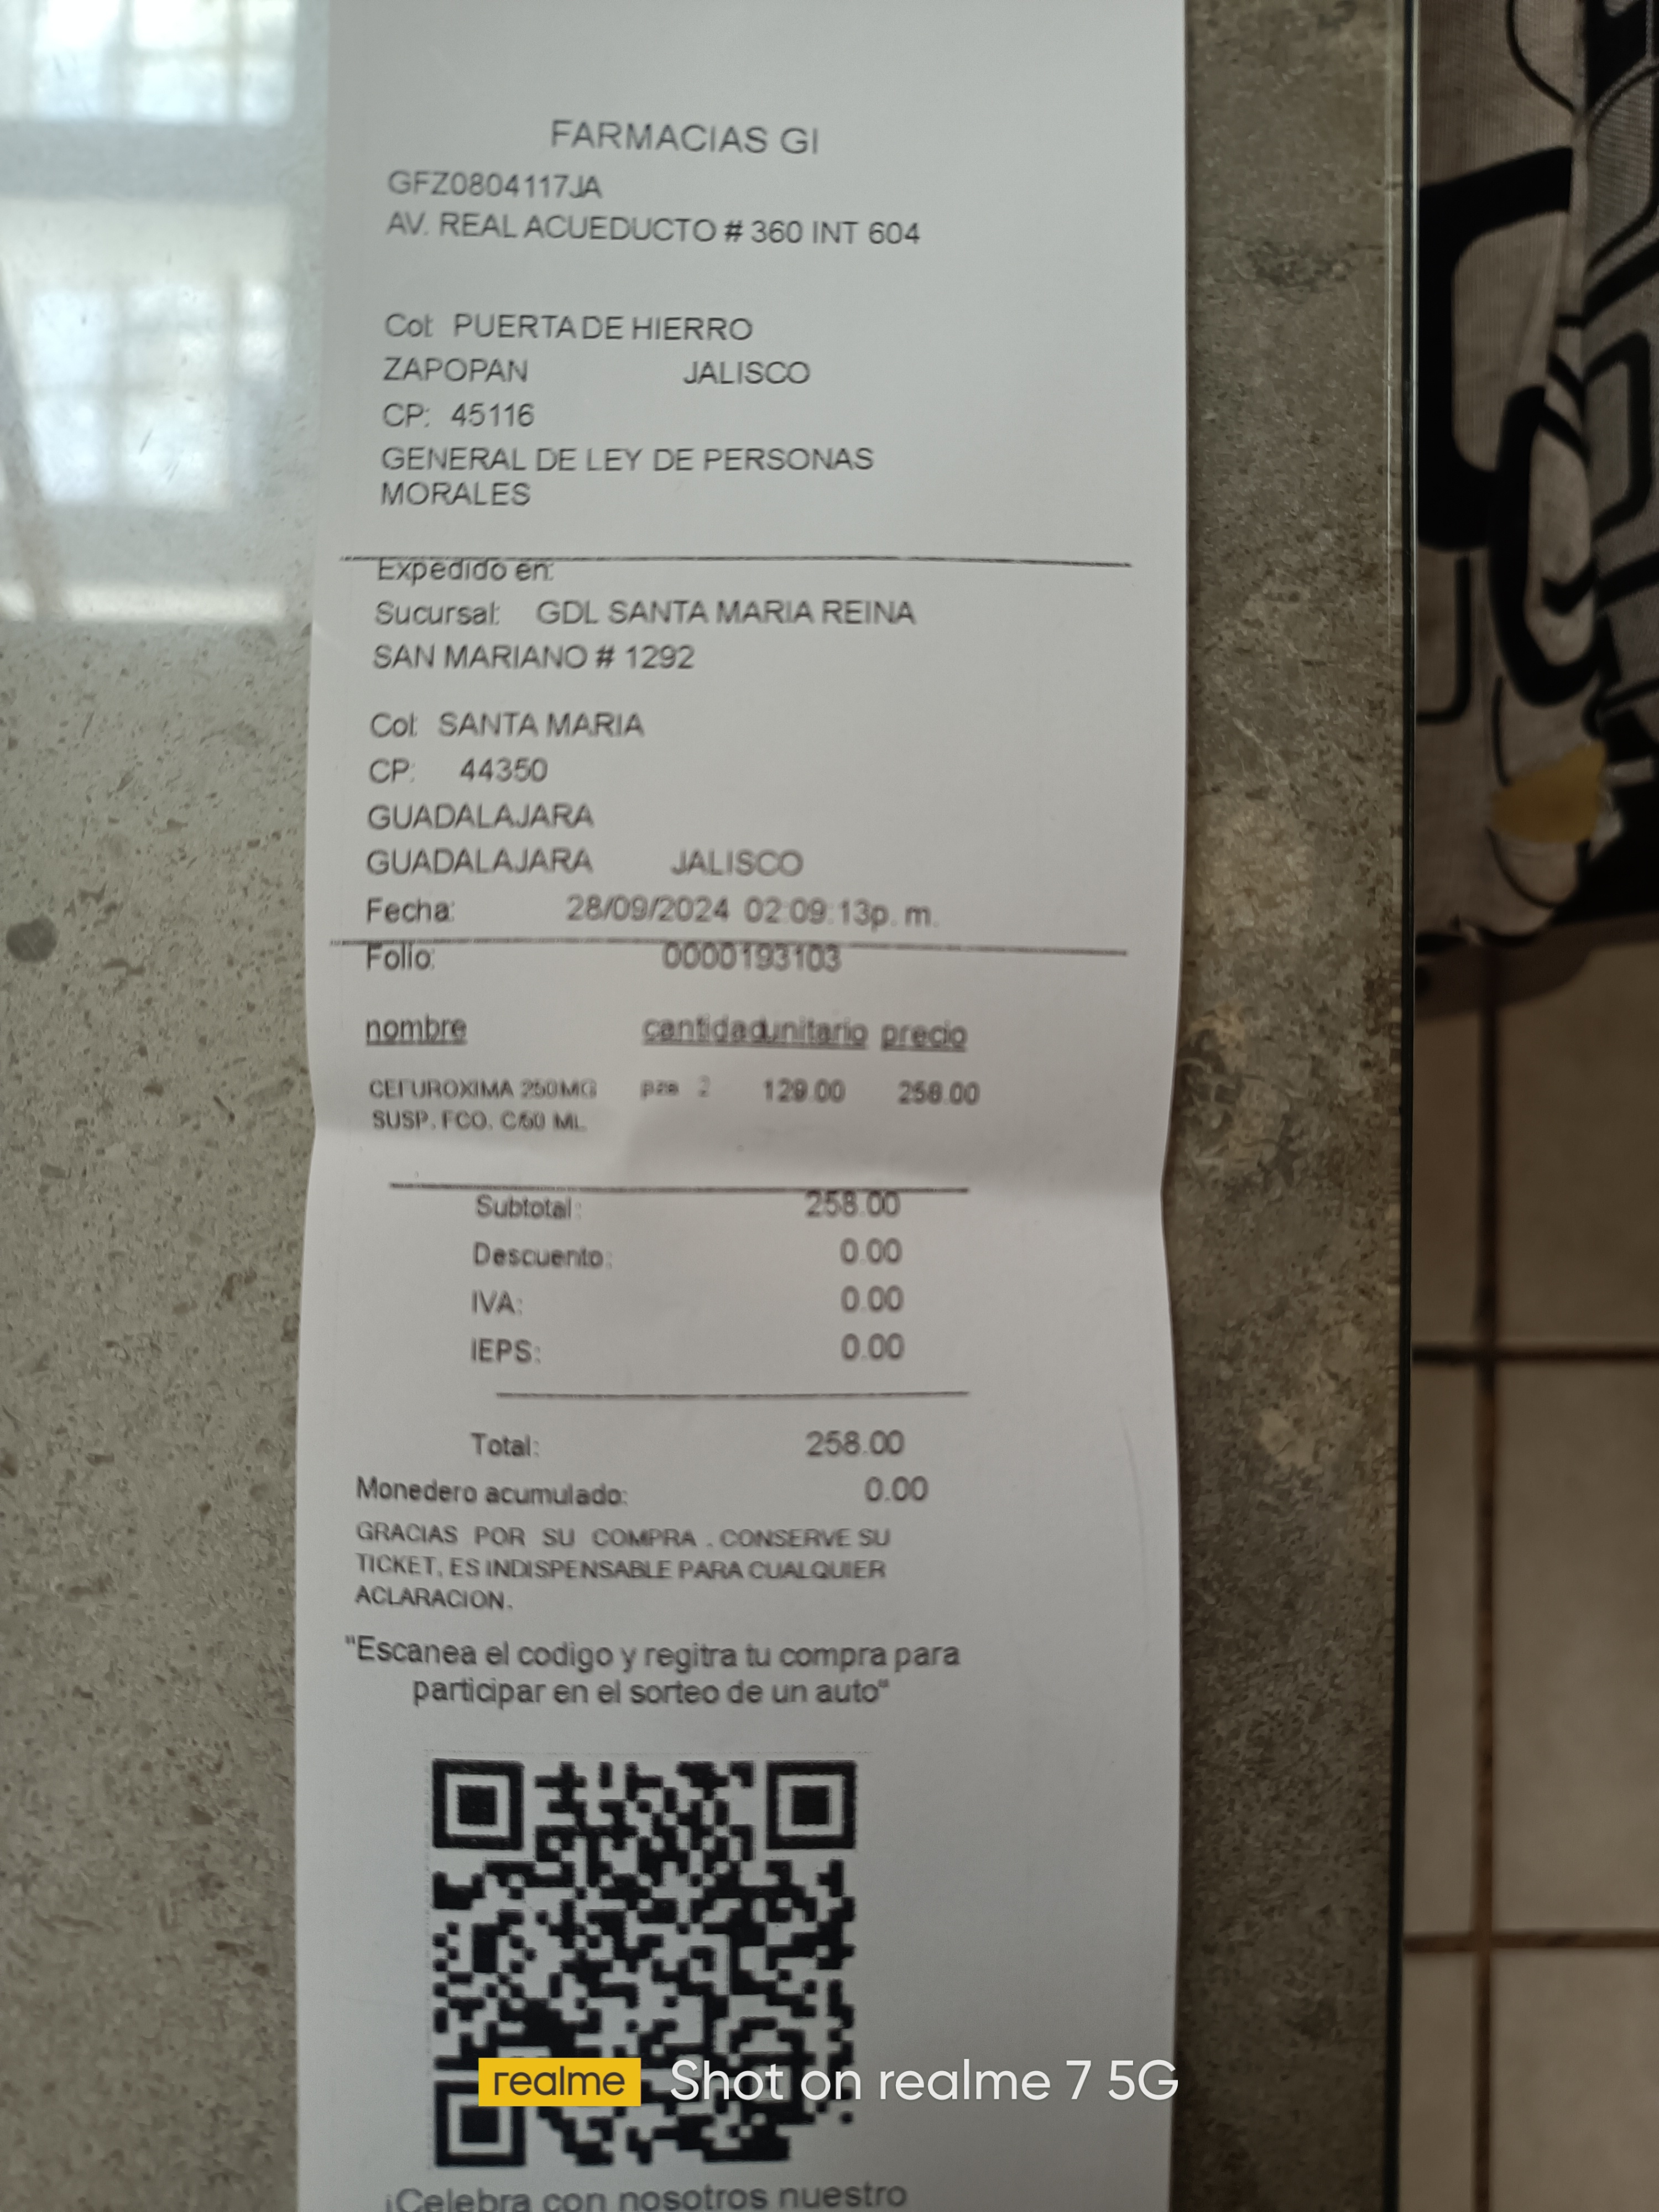 FARMACIAS GI
GFZ0804117JA
AV. REAL ACUEDUCTO # 360 INT 604
Col: PUERTA DE HIERRO
ZAPOPAN JALISCO
CP: 45116
GENERAL DE LEY DE PERSONAS
MORALES
Expedido en:
Sucursal: GDL SANTA MARIA REINA
SAN MARIANO # 1292
Col: SANTA MARIA
CP: 44350
GUADALAJARA
GUADALAJARA JALISCO
Fecha: 28/09/2024 02:09:13p. m.
Folio: 0000193103
nombre cantidad unitario precio
CEFUROXIMA 250MG pza 2 129.00 258.00
SUSP. FCO. C/50 ML
Subtotal: 258.00
Descuento: 0.00
IVA: 0.00
IEPS: 0.00
Total: 258.00
Monedero acumulado: 0.00
GRACIAS POR SU COMPRA . CONSERVE SU
TICKET, ES INDISPENSABLE PARA CUALQUIER
ACLARACION.
"Escanea el codigo y regitra tu compra para
participar en el sorteo de un auto"
realme Shot on realme 7 5G
¡Celebra con nosotros nuestro